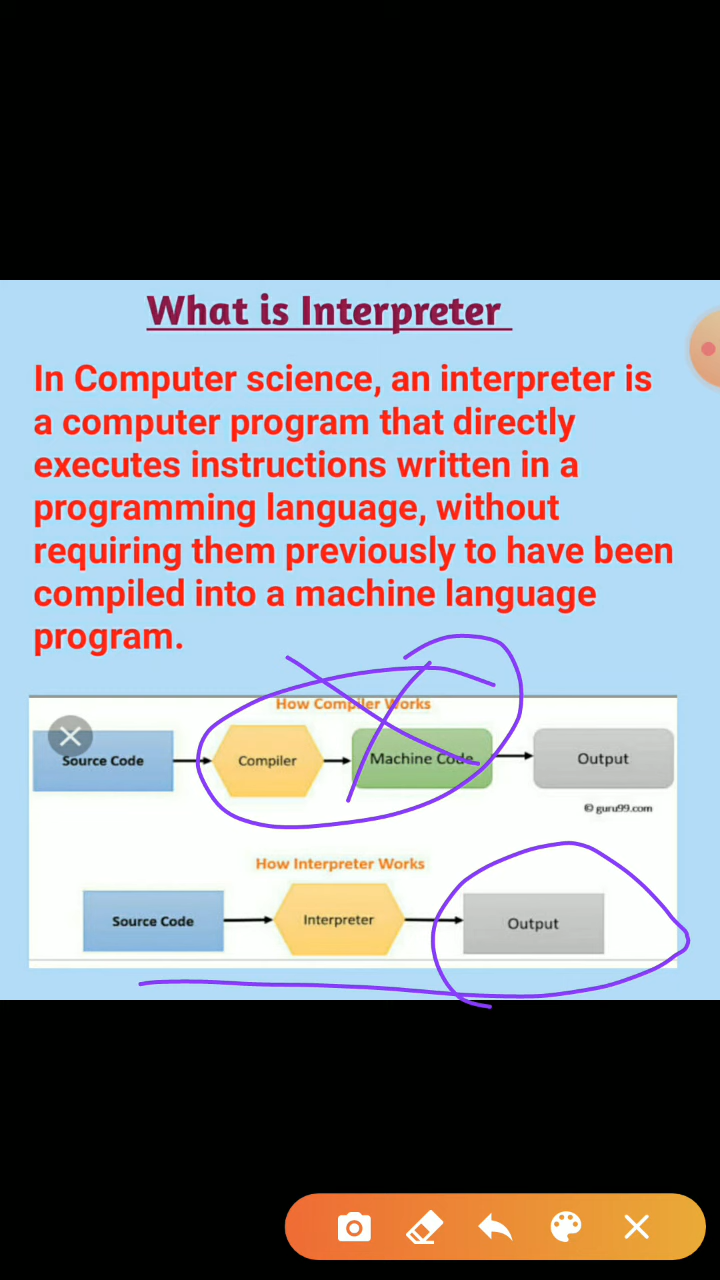 What is Interpreter
In Computer science, an interpreter is
a computer program that directly
executes instructions written in a
programming language, without
requiring them previously to have been
compiled into a machine language
program.
How Compiler Works
Source Code
Compiler
Machine Code
Output
© guru99.com
How Interpreter Works
Source Code
Interpreter
Output